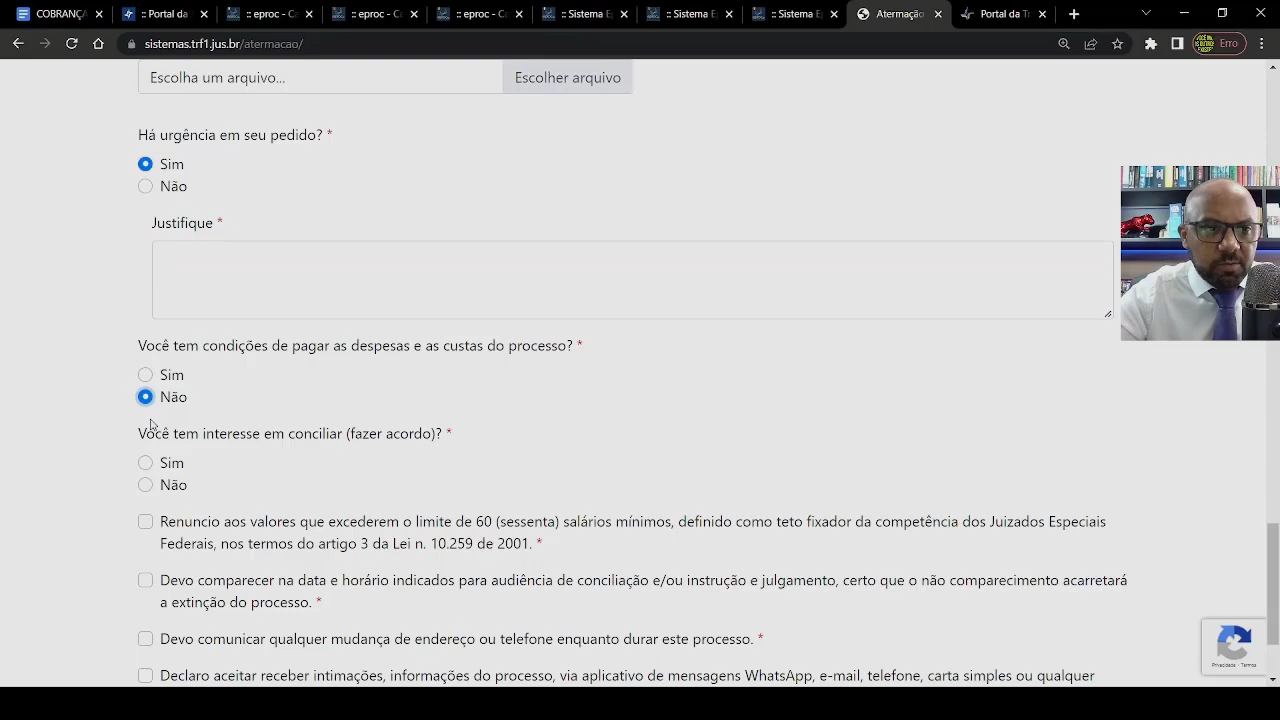 COBRANÇA
:: Portal da
:: eproc - Ca
:: eproc - Co
:: eproc - Co
:: Sistema E
:: Sistema E
:: Sistema E
Atermação
Portal da Tr
sistemas.trf1.jus.br/atermacao/
Erro
Escolha um arquivo...
Escolher arquivo
Há urgência em seu pedido? *
Sim
Não
Justifique *
Você tem condições de pagar as despesas e as custas do processo? *
Sim
Não
Você tem interesse em conciliar (fazer acordo)? *
Sim
Não
Renuncio aos valores que excederem o limite de 60 (sessenta) salários mínimos, definido como teto fixador da competência dos Juizados Especiais
Federais, nos termos do artigo 3 da Lei n. 10.259 de 2001. *
Devo comparecer na data e horário indicados para audiência de conciliação e/ou instrução e julgamento, certo que o não comparecimento acarretará
a extinção do processo. *
Devo comunicar qualquer mudança de endereço ou telefone enquanto durar este processo. *
Declaro aceitar receber intimações, informações do processo, via aplicativo de mensagens WhatsApp, e-mail, telefone, carta simples ou qualquer
Privacidade - Termos